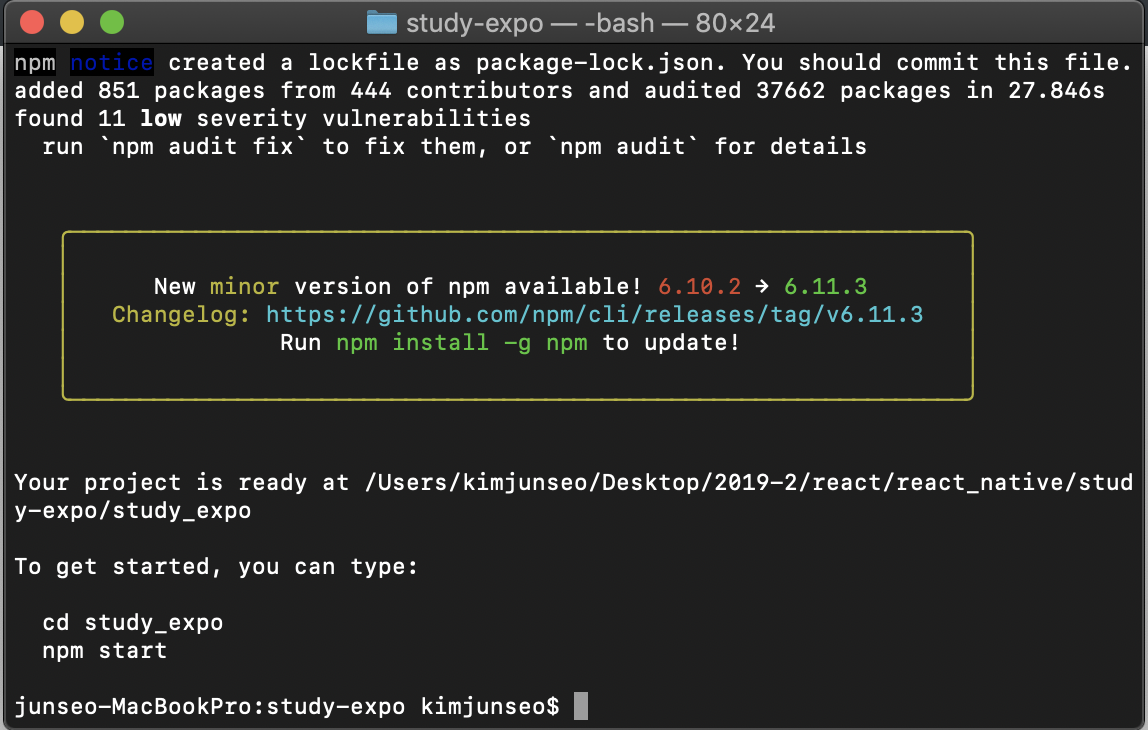 study-expo — -bash — 80×24
npm notice created a lockfile as package-lock.json. You should commit this file.
added 851 packages from 444 contributors and audited 37662 packages in 27.846s
found 11 low severity vulnerabilities
run `npm audit fix` to fix them, or `npm audit` for details
New minor version of npm available! 6.10.2 → 6.11.3
Changelog: https://github.com/npm/cli/releases/tag/v6.11.3
Run npm install -g npm to update!
Your project is ready at /Users/kimjunseo/Desktop/2019-2/react/react_native/stud
y-expo/study_expo
To get started, you can type:
cd study_expo
npm start
junseo-MacBookPro:study-expo kimjunseo$